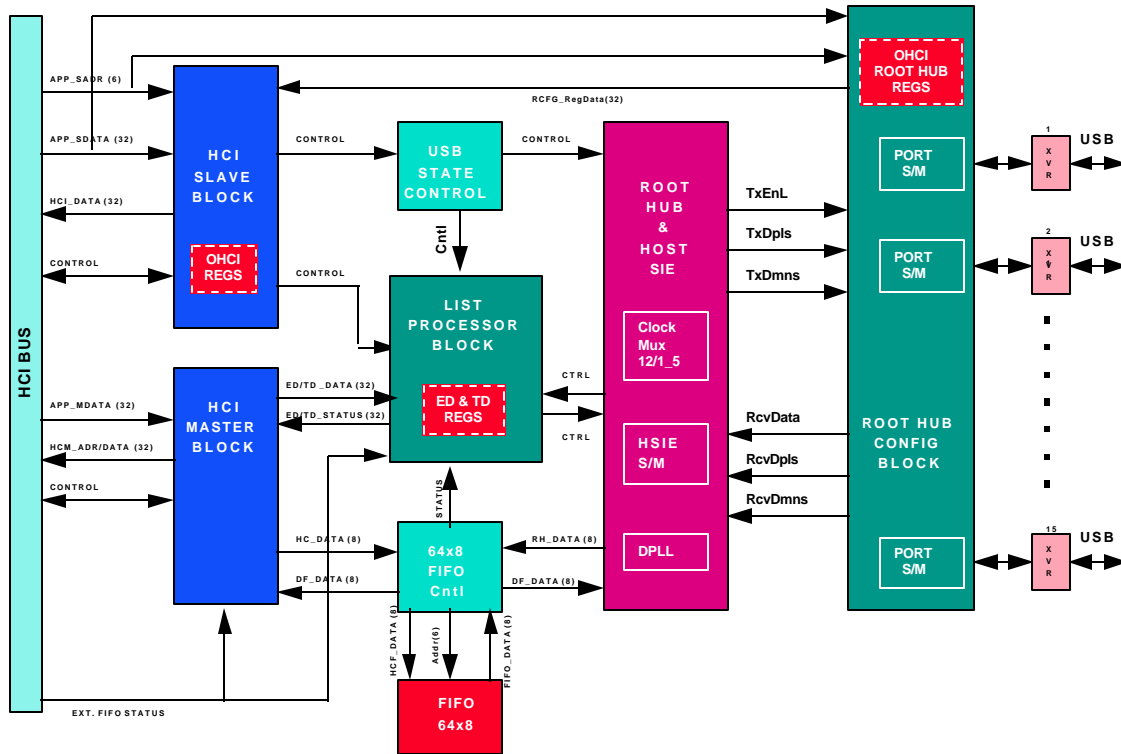 HCI BUS
APP_SADR (6)
APP_SDATA (32)
HCI_DATA(32)
CONTROL
APP_MDATA (32)
HCM_ADR/DATA(32)
CONTROL
EXT. FIFO STATUS
HCI
SLAVE
BLOCK
OHCI
REGS
HCI
MASTER
BLOCK
CONTROL
CONTROL
ED/TD_DATA(32)
ED/TD_STATUS (32)
HC_DATA(8)
DF_DATA(8)
USB
STATE
CONTROL
Cntl
LIST
PROCESSOR
BLOCK
ED & TD
REGS
STATUS
64x8
FIFO
Cntl
HCF_DATA(8)
Addr(6)
FIFO_DATA(8)
FIFO
64x8
RCFG_RegData(32)
CONTROL
CTRL
CTRL
RH_DATA(8)
DF_DATA(8)
ROOT
HUB
&
HOST
SIE
Clock
Mux
12/1_5
HSIE
S/M
DPLL
TxEnL
TxDpls
TxDmns
RcvData
RcvDpls
RcvDmns
OHCI
ROOT HUB
REGS
PORT
S/M
PORT
S/M
ROOT HUB
CONFIG
BLOCK
PORT
S/M
1
X
V
R
USB
2
X
V
R
USB
15
X
V
R
USB